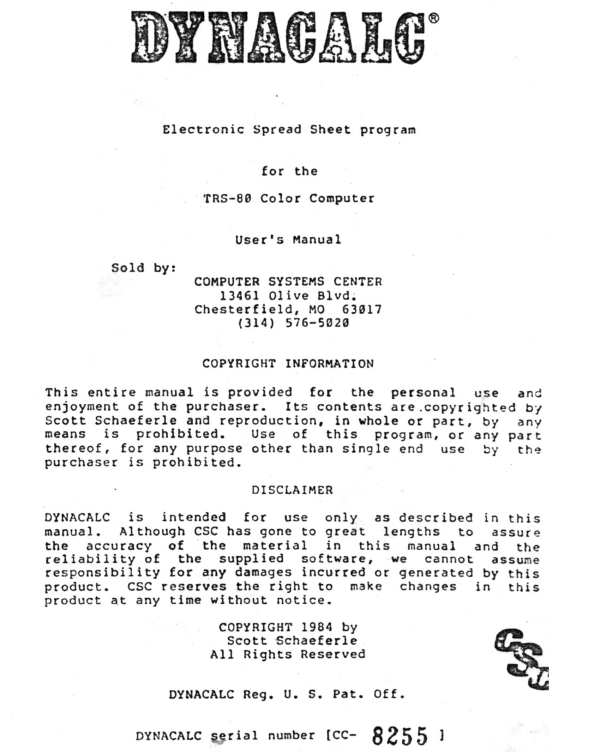 DYNACALC®
Electronic Spread Sheet program
for the
TRS-80 Color Computer
User's Manual
Sold by:
COMPUTER SYSTEMS CENTER
13461 Olive Blvd.
Chesterfield, MO 63017
(314) 576-5020
COPYRIGHT INFORMATION
This entire manual is provided for the personal use and
enjoyment of the purchaser. Its contents are copyrighted by
Scott Schaeferle and reproduction, in whole or part, by any
means is prohibited. Use of this program, or any part
thereof, for any purpose other than single end use by the
purchaser is prohibited.
DISCLAIMER
DYNACALC is intended for use only as described in this
manual. Although CSC has gone to great lengths to assure
the accuracy of the material in this manual and the
reliability of the supplied software, we cannot assume
responsibility for any damages incurred or generated by this
product. CSC reserves the right to make changes in this
product at any time without notice.
COPYRIGHT 1984 by
Scott Schaeferle
All Rights Reserved
CSC
DYNACALC Reg. U. S. Pat. Off.
DYNACALC serial number [CC- 8255 ]